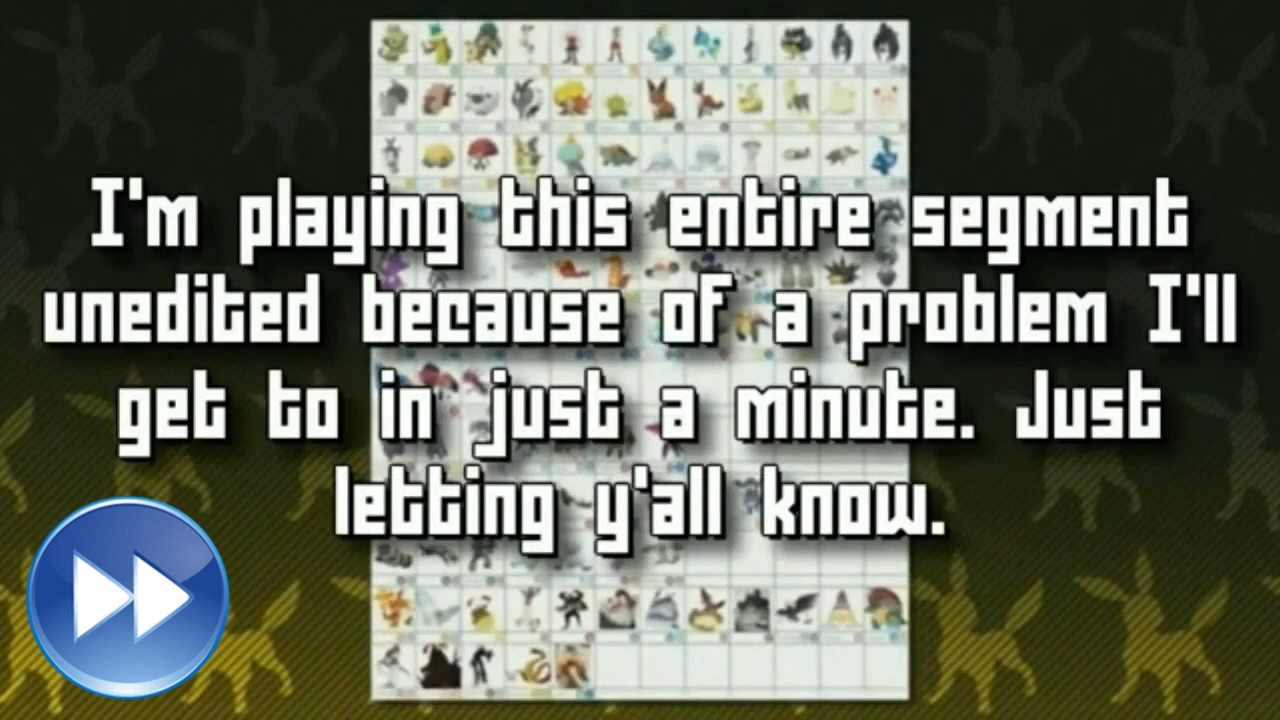 I'm playing this entire segment
unedited because of a problem I'll
get to in just a minute. Just
letting y'all know.